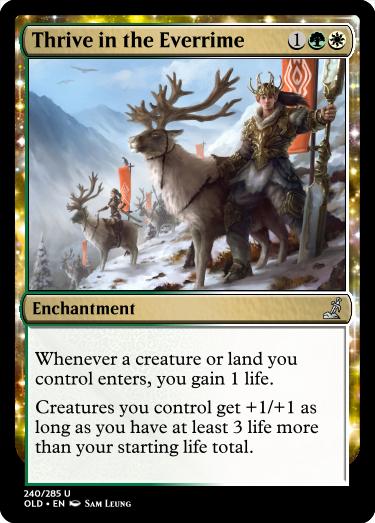 Thrive in the Everrime 1
Enchantment
Whenever a creature or land you
control enters, you gain 1 life.
Creatures you control get +1/+1 as
long as you have at least 3 life more
than your starting life total.
240/285 U
OLD • EN Sam Leung